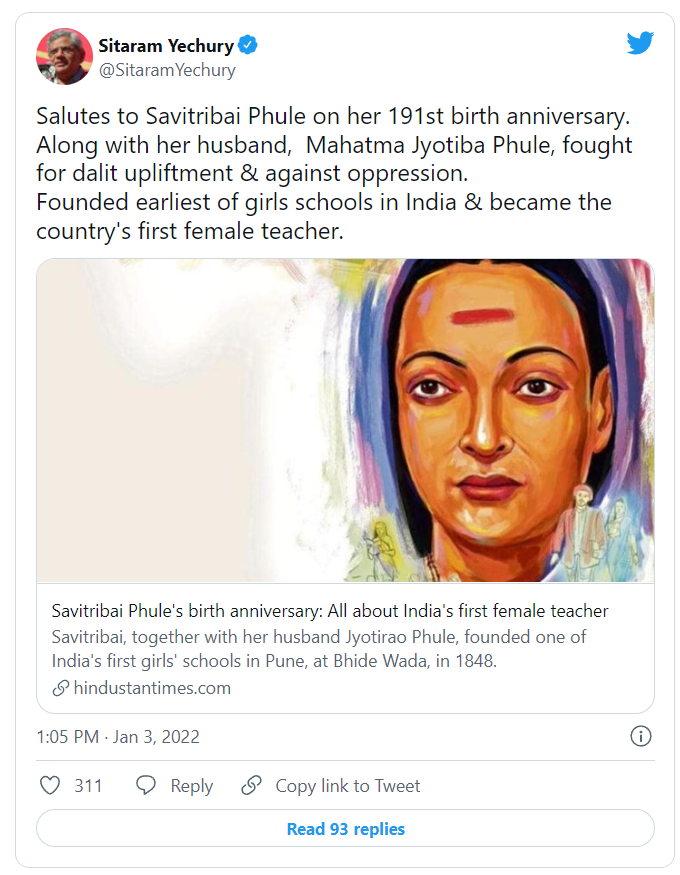 Sitaram Yechury
@SitaramYechury
Salutes to Savitribai Phule on her 191st birth anniversary.
Along with her husband,  Mahatma Jyotiba Phule, fought
for dalit upliftment & against oppression.
Founded earliest of girls schools in India & became the
country's first female teacher.
Savitribai Phule's birth anniversary: All about India's first female teacher
Savitribai, together with her husband Jyotirao Phule, founded one of
India's first girls' schools in Pune, at Bhide Wada, in 1848.
hindustantimes.com
1:05 PM · Jan 3, 2022
311 Reply Copy link to Tweet
Read 93 replies